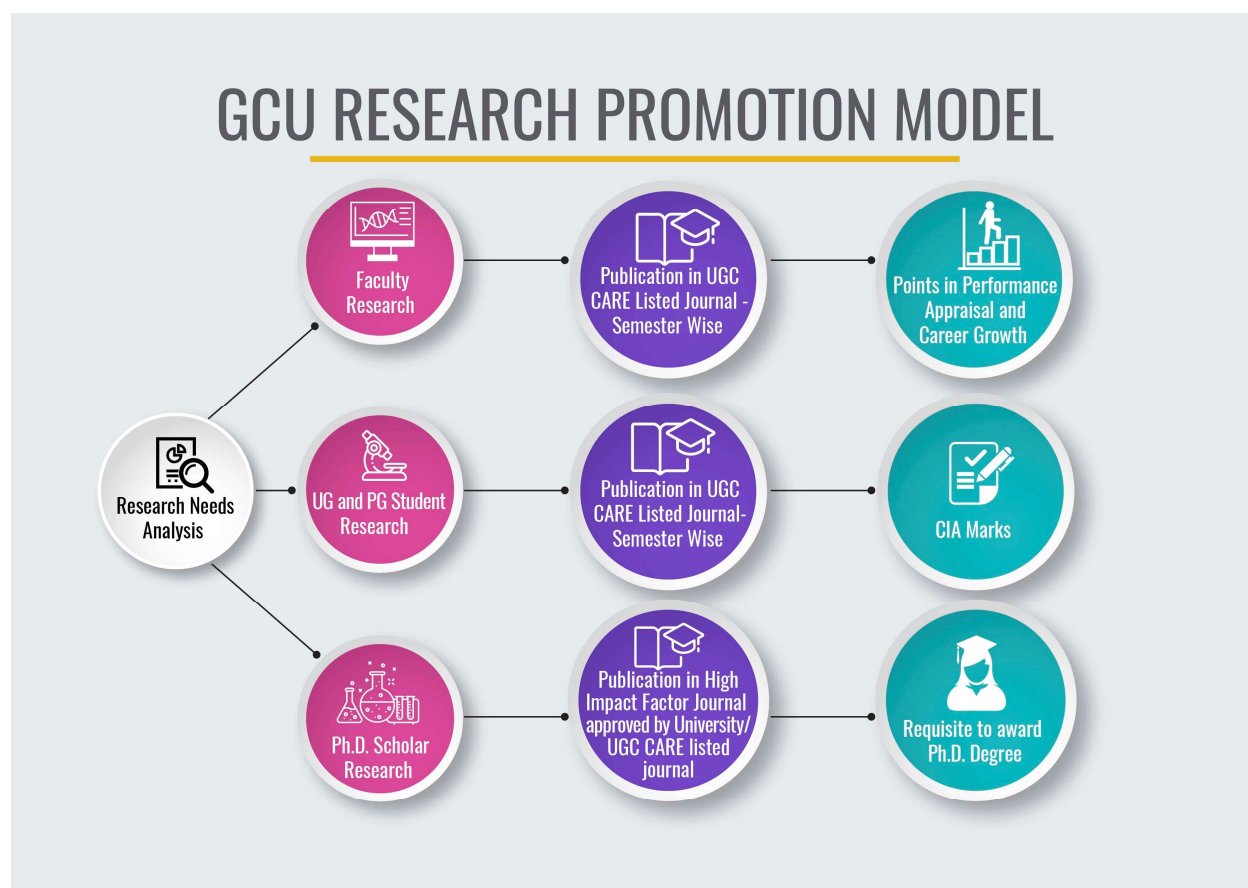 GCU RESEARCH PROMOTION MODEL
Faculty
Research
Publication in UGC
CARE Listed Journal -
Semester Wise
Points in Performance
Appraisal and
Career Growth
Research Needs
Analysis
UG and PG Student
Research
Publication in UGC
CARE Listed Journal-
Semester Wise
CIA Marks
Ph.D. Scholar
Research
Publication in High
Impact Factor Journal
approved by University/
UGC CARE listed
journal
Requisite to award
Ph.D. Degree